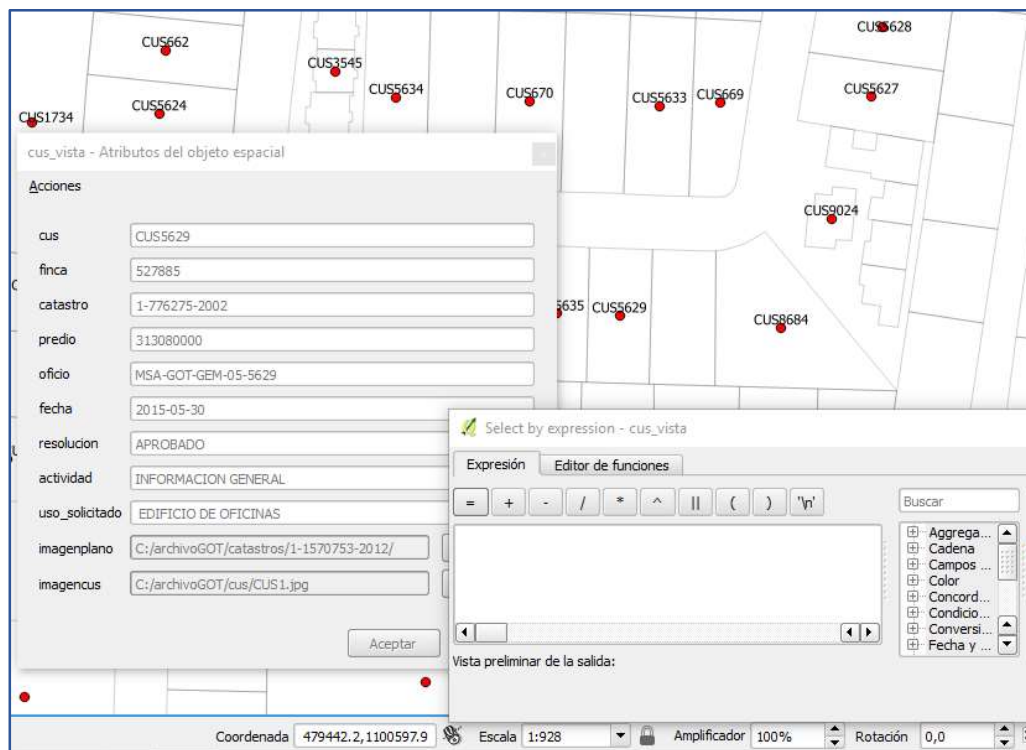 CUS662
CUS5628
CUS3545
CUS5634
CUS670
CUS5633
CUS669
CUS5627
CUS5624
CUS1734
cus_vista - Atributos del objeto espacial
Acciones
cus CUS5629
finca 527885
catastro 1-776275-2002
predio 313080000
oficio MSA-GOT-GEM-05-5629
fecha 2015-05-30
resolucion APROBADO
actividad INFORMACION GENERAL
uso_solicitado EDIFICIO DE OFICINAS
imagenplano C:/archivoGOT/catastros/1-1570753-2012/
imagencus C:/archivoGOT/cus/CUS1.jpg
Aceptar
CUS9024
5635
CUS5629
CUS8684
Select by expression - cus_vista
Expresión Editor de funciones
= + - / * ^ || ( ) '\n'
Buscar
Aggrega...
Cadena
Campos ...
Color
Concord...
Condicio...
Conversi...
Fecha y ...
Vista preliminar de la salida:
Coordenada 479442.2,1100597.9 Escala 1:928 Amplificador 100% Rotación 0,0